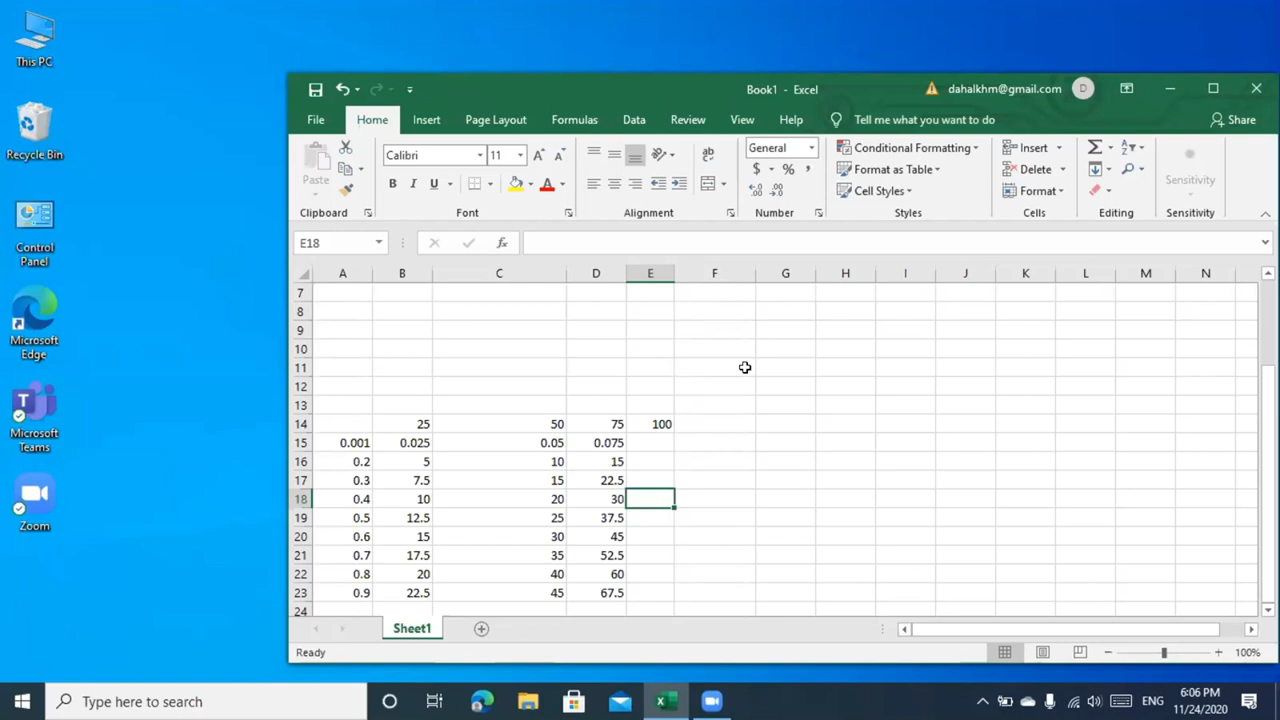 This PC
Recycle Bin
Control
Panel
Microsoft
Edge
Microsoft
Teams
Zoom
Book1 - Excel
dahalkhm@gmail.com
D
File
Home
Insert
Page Layout
Formulas
Data
Review
View
Help
Tell me what you want to do
Share
Paste
Calibri
11
B
I
U
General
$
%
Conditional Formatting
Format as Table
Cell Styles
Insert
Delete
Format
Sensitivity
Clipboard
Font
Alignment
Number
Styles
Cells
Editing
Sensitivity
E18
fx
A B C D E F G H I J K L M N
7
8
9
10
11
12
13
14 25 50 75 100
15 0.001 0.025 0.05 0.075
16 0.2 5 10 15
17 0.3 7.5 15 22.5
18 0.4 10 20 30
19 0.5 12.5 25 37.5
20 0.6 15 30 45
21 0.7 17.5 35 52.5
22 0.8 20 40 60
23 0.9 22.5 45 67.5
24
Sheet1
Ready
100%
Type here to search
ENG
6:06 PM
11/24/2020